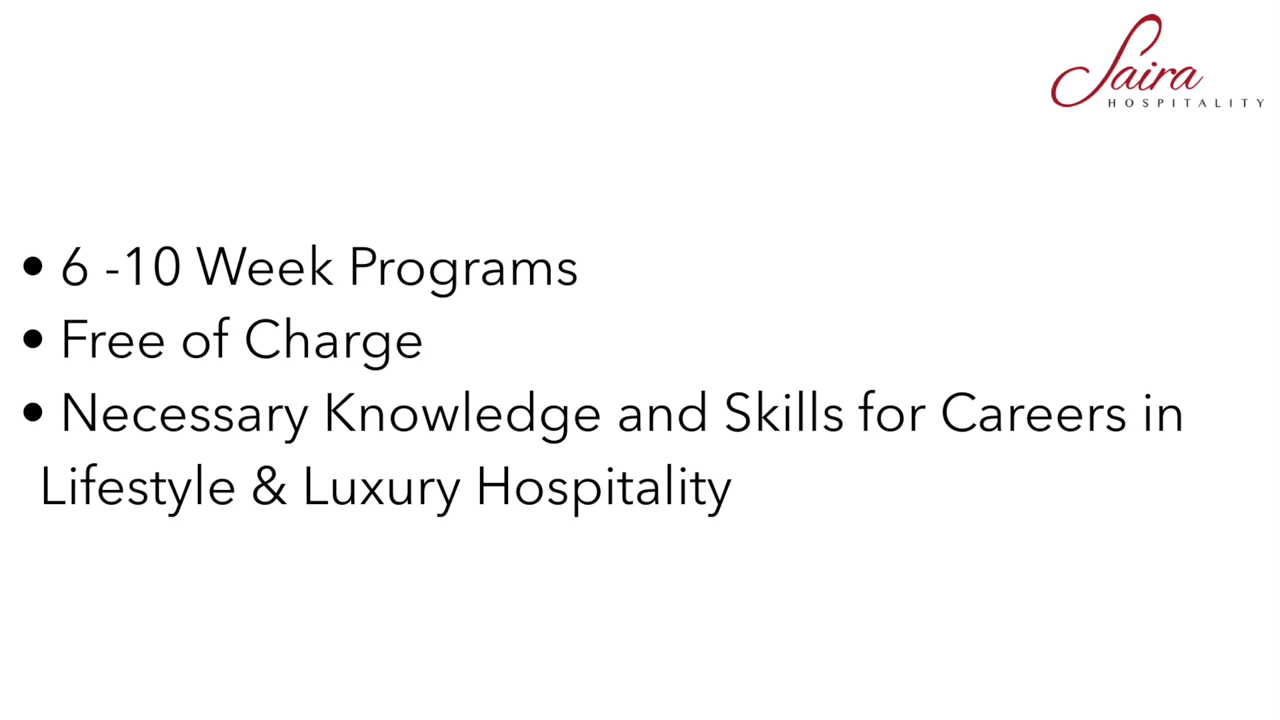 Saira
HOSPITALITY
• 6 -10 Week Programs
• Free of Charge
• Necessary Knowledge and Skills for Careers in
Lifestyle & Luxury Hospitality